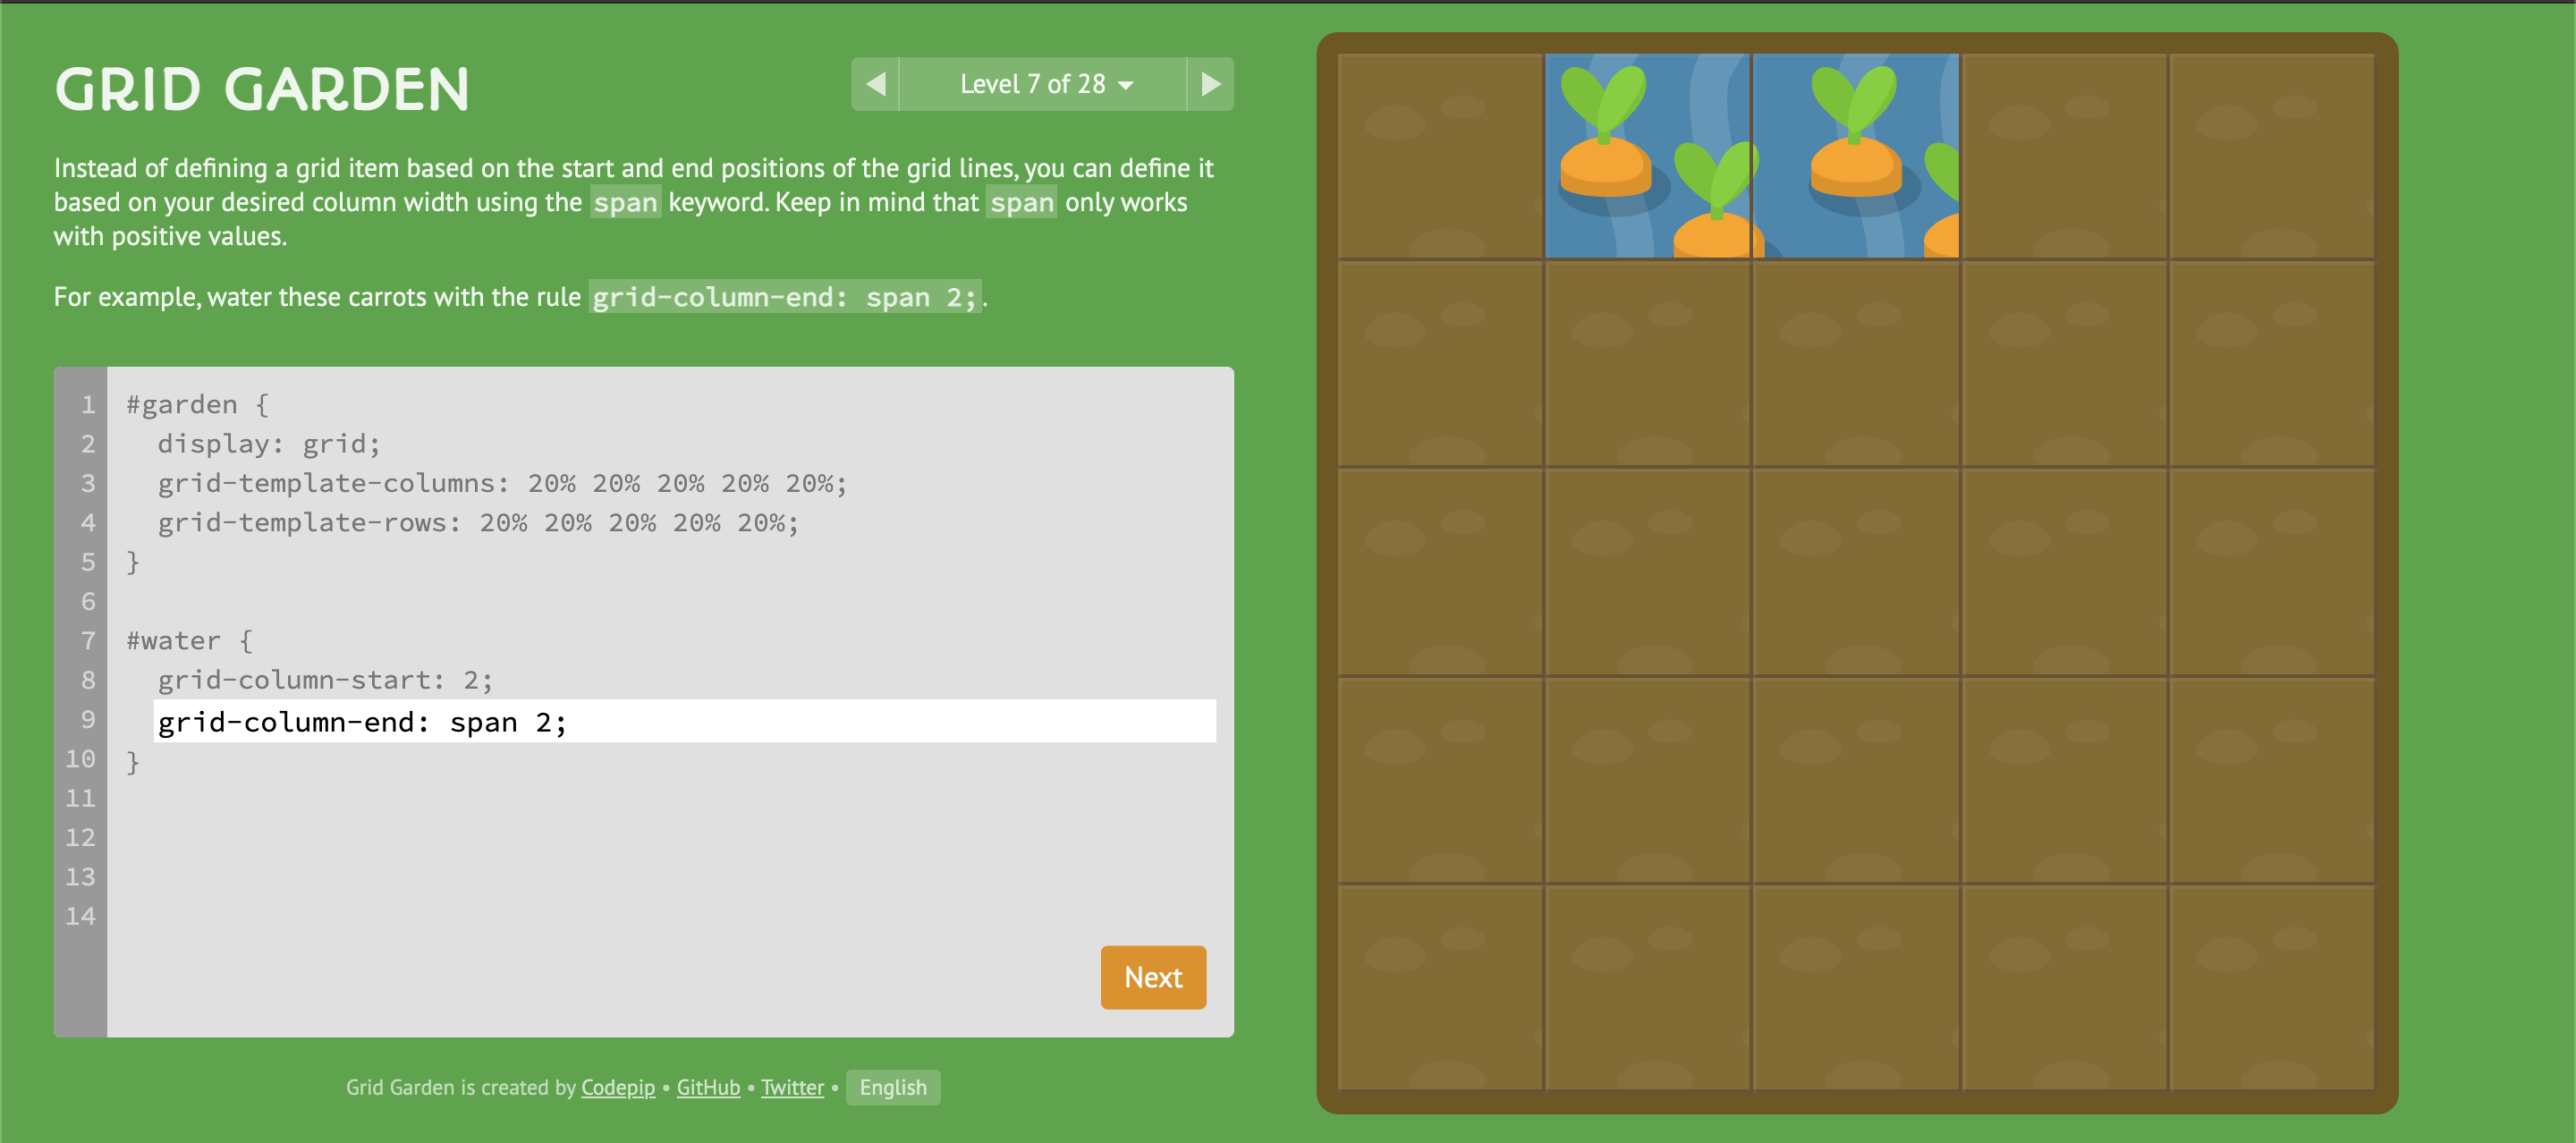 GRID GARDEN
Level 7 of 28
Instead of defining a grid item based on the start and end positions of the grid lines, you can define it
based on your desired column width using the span keyword. Keep in mind that span only works
with positive values.
For example, water these carrots with the rule grid-column-end: span 2;.
1 #garden {
2 display: grid;
3 grid-template-columns: 20% 20% 20% 20% 20%;
4 grid-template-rows: 20% 20% 20% 20% 20%;
5 }
6
7 #water {
8 grid-column-start: 2;
9 grid-column-end: span 2;
10 }
11
12
13
14
Next
Grid Garden is created by Codepip • GitHub • Twitter • English